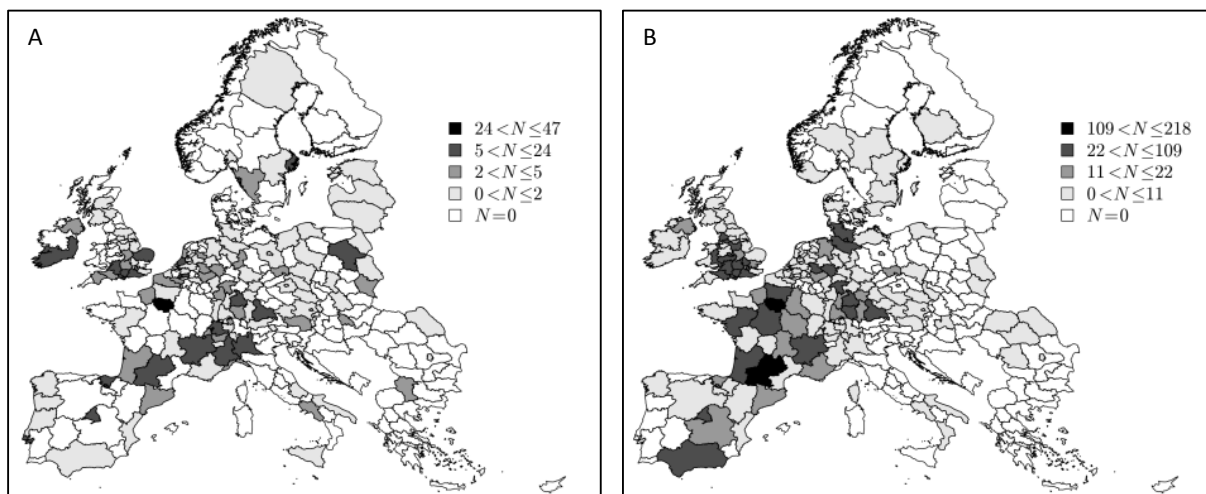 A
24 < N ≤ 47
5 < N ≤ 24
2 < N ≤ 5
0 < N ≤ 2
N = 0
B
109 < N ≤ 218
22 < N ≤ 109
11 < N ≤ 22
0 < N ≤ 11
N = 0